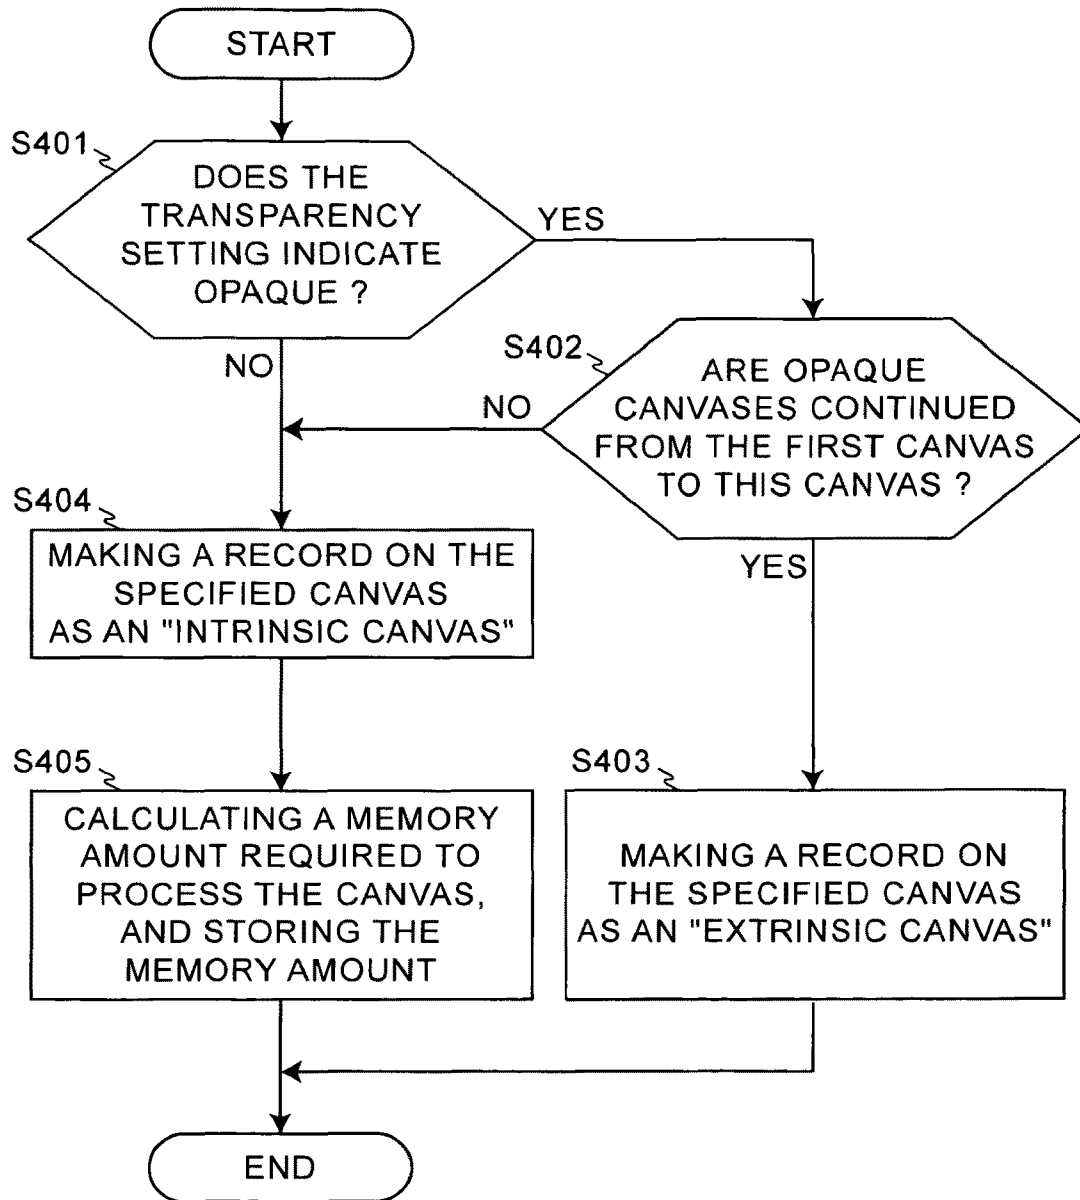 START
S401
DOES THE
TRANSPARENCY
SETTING INDICATE
OPAQUE ?
YES
NO
S402
ARE OPAQUE
CANVASES CONTINUED
FROM THE FIRST CANVAS
TO THIS CANVAS ?
NO
YES
S404
MAKING A RECORD ON THE
SPECIFIED CANVAS
AS AN "INTRINSIC CANVAS"
S405
CALCULATING A MEMORY
AMOUNT REQUIRED TO
PROCESS THE CANVAS,
AND STORING THE
MEMORY AMOUNT
S403
MAKING A RECORD ON
THE SPECIFIED CANVAS
AS AN "EXTRINSIC CANVAS"
END